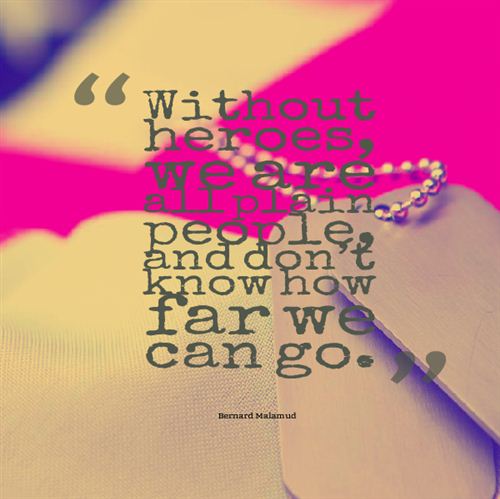 “ Without
heroes,
we are
all plain
people,
and don't
know how
far we
can go. ”
Bernard Malamud